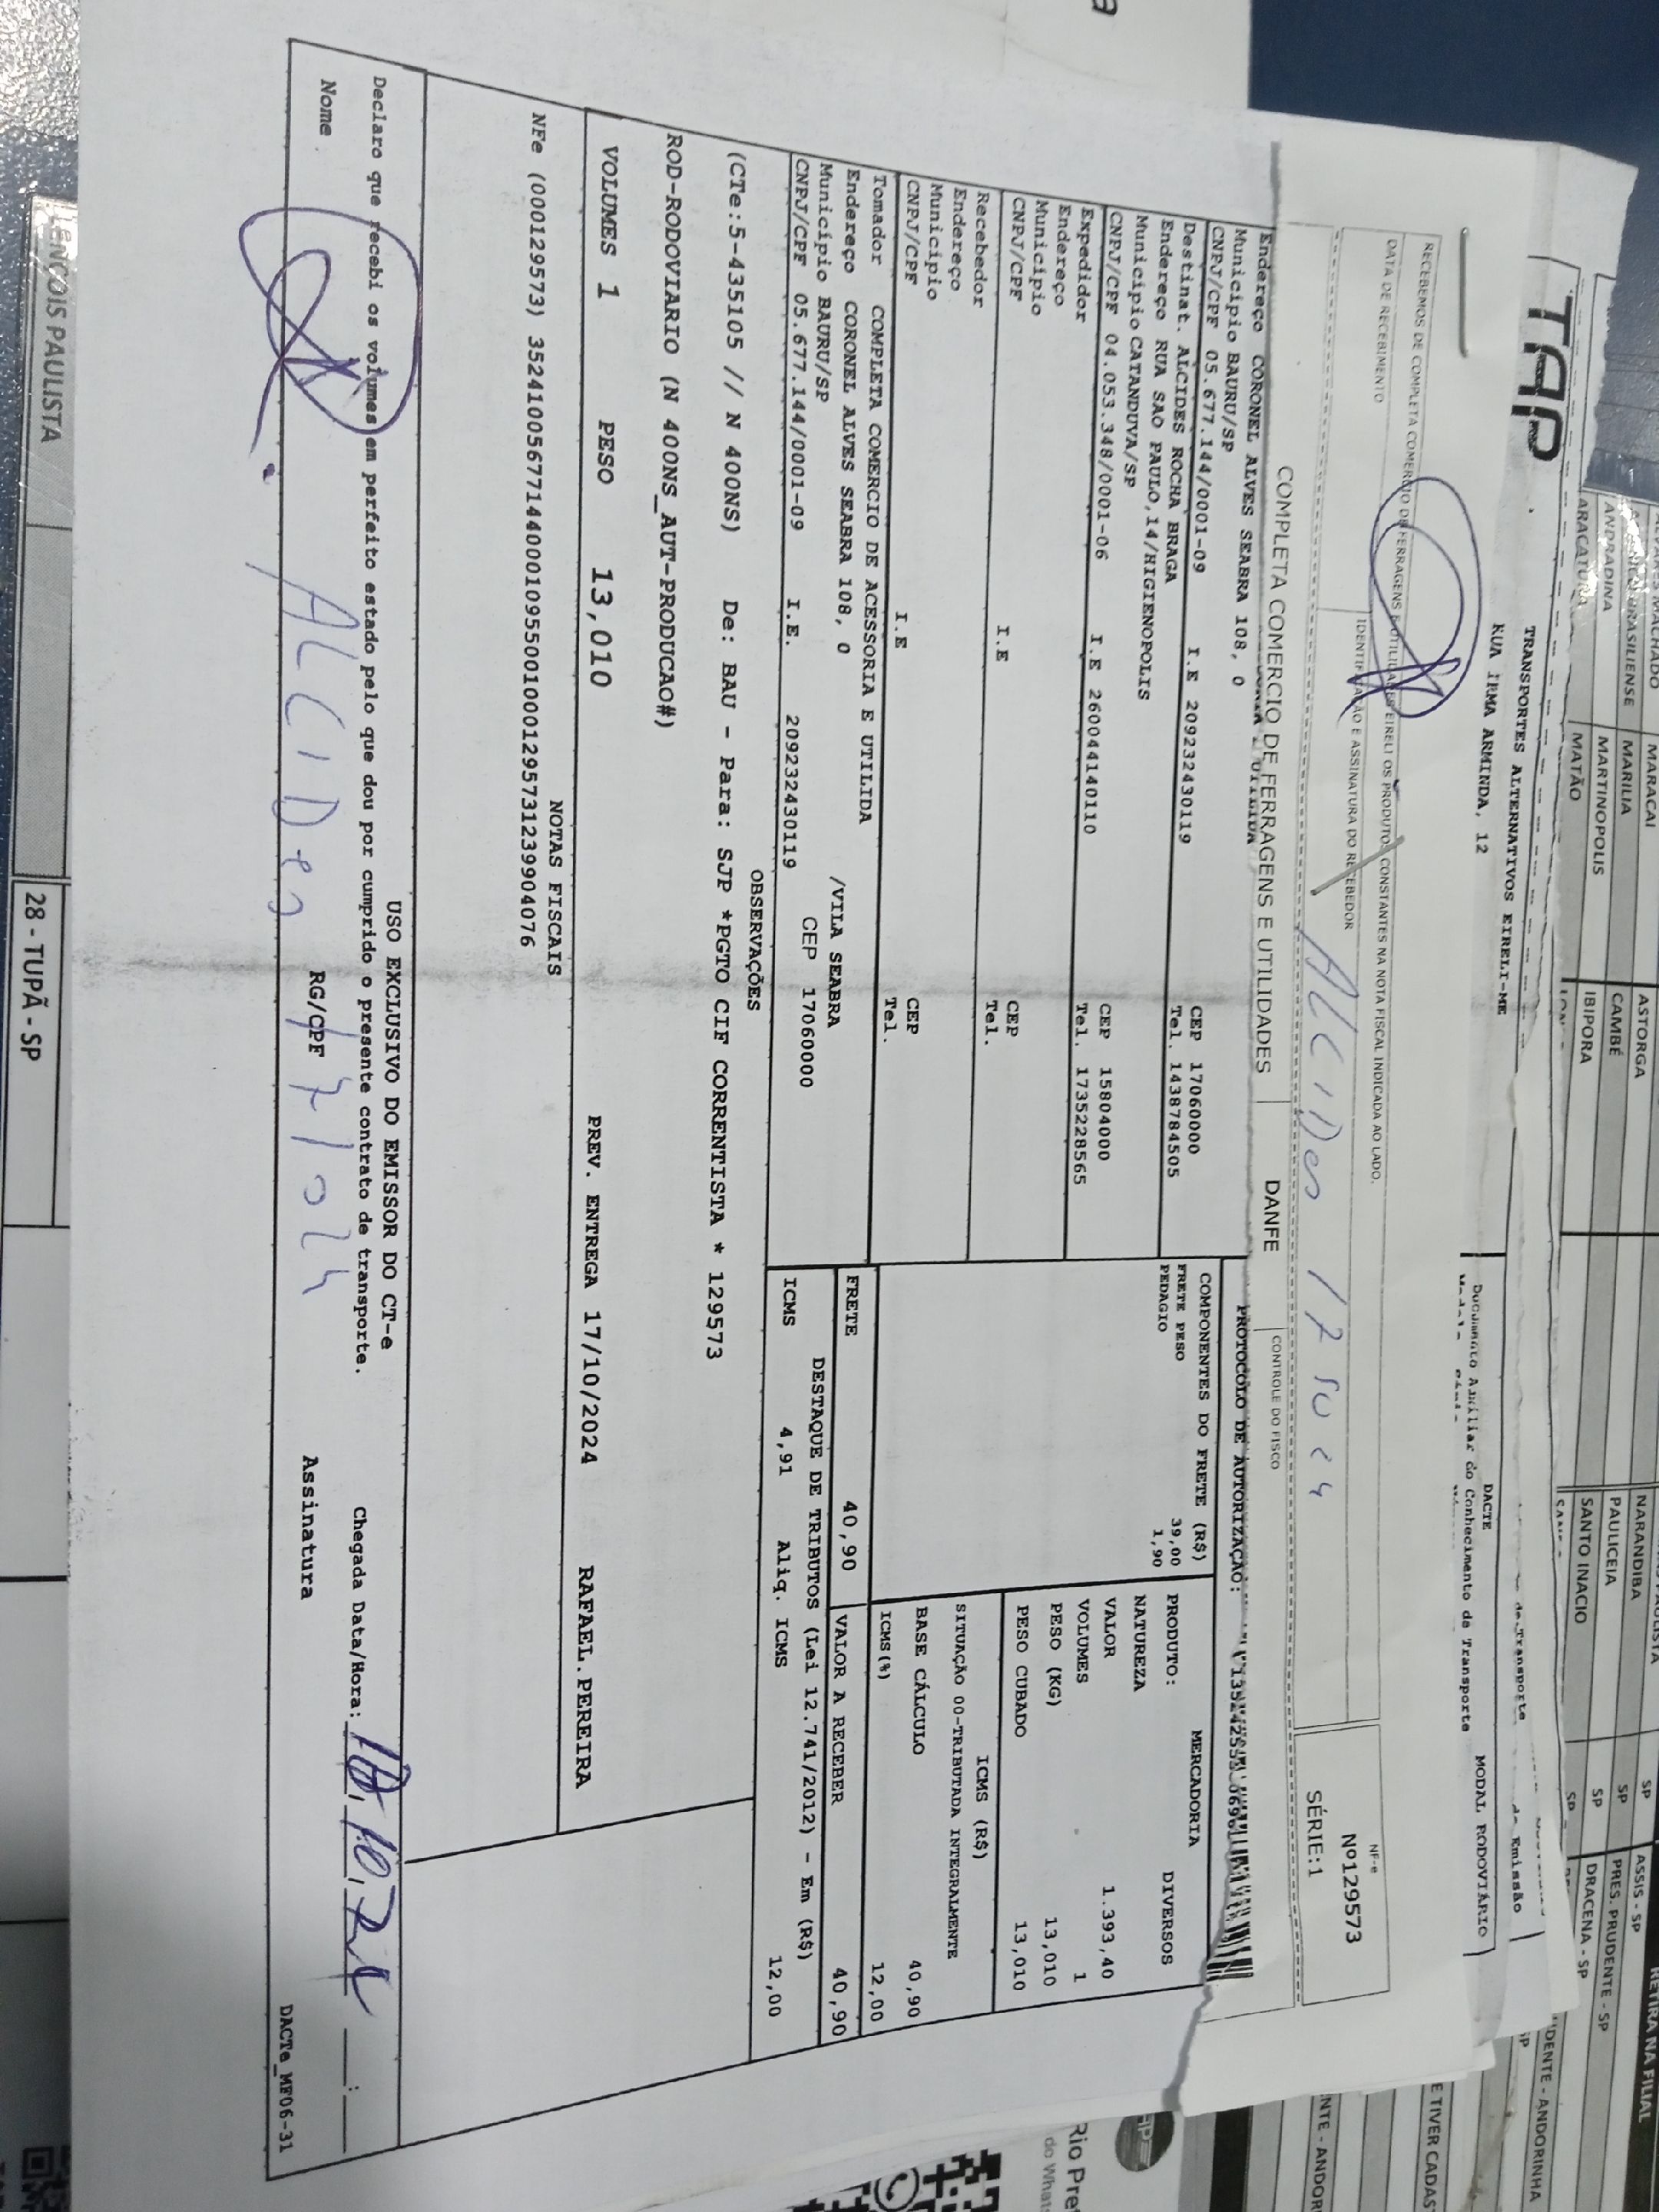 TAP
TRANSPORTES ALTERNATIVOS EIRELI-ME
RUA IRMA ARMINDA, 12
DACTE
Documento Auxiliar do Conhecimento de Transporte
MODAL RODOVIÁRIO
RECEBEMOS DE COMPLETA COMERCIO DE FERRAGENS E UTILIDADES EIRELI OS PRODUTOS CONSTANTES NA NOTA FISCAL INDICADA AO LADO.
DATA DE RECEBIMENTO
IDENTIFICAÇÃO E ASSINATURA DO RECEBEDOR
ALCIDes
NF-e
Nº129573
SÉRIE:1
COMPLETA COMERCIO DE FERRAGENS E UTILIDADES
DANFE
CONTROLE DO FISCO
PROTOCOLO DE AUTORIZAÇÃO:
Endereço CORONEL ALVES SEABRA 108, 0
Municipio BAURU/SP
CNPJ/CPF 05.677.144/0001-09 I.E 209232430119 CEP 17060000
Destinat. ALCIDES ROCHA BRAGA Tel. 1438784505
Endereço RUA SAO PAULO,14/HIGIENOPOLIS
Municipio CATANDUVA/SP
CNPJ/CPF 04.053.348/0001-06 I.E 260044140110 CEP 15804000
Expedidor Tel. 1735228565
Endereço
Municipio
CNPJ/CPF I.E CEP
Recebedor Tel.
Endereço
Municipio
CNPJ/CPF I.E CEP
Tomador COMPLETA COMERCIO DE ACESSORIA E UTILIDA Tel.
Endereço CORONEL ALVES SEABRA 108, 0 /VILA SEABRA
Municipio BAURU/SP
CNPJ/CPF 05.677.144/0001-09 I.E. 209232430119 CEP 17060000
COMPONENTES DO FRETE (R$)
FRETE PESO 39,00
PEDAGIO 1,90
MERCADORIA
PRODUTO: DIVERSOS
NATUREZA
VALOR 1.393,40
VOLUMES 1
PESO (KG) 13,010
PESO CUBADO 13,010
ICMS (R$)
SITUAÇÃO 00-TRIBUTADA INTEGRALMENTE
BASE CÁLCULO 40,90
ICMS(%) 12,00
FRETE 40,90 VALOR A RECEBER 40,90
DESTAQUE DE TRIBUTOS (Lei 12.741/2012) - Em (R$)
ICMS 4,91 Aliq. ICMS 12,00
OBSERVAÇÕES
(CTe:5-435105 // N 400NS) De: BAU - Para: SJP *PGTO CIF CORRENTISTA * 129573
ROD-RODOVIARIO (N 400NS_AUT-PRODUCAO#)
VOLUMES 1 PESO 13,010 PREV. ENTREGA 17/10/2024 RAFAEL.PEREIRA
NOTAS FISCAIS
NFe (000129573) 35241005677144000109550010001295731239904076
USO EXCLUSIVO DO EMISSOR DO CT-e
Declaro que recebi os volumes em perfeito estado pelo que dou por cumprido o presente contrato de transporte.
Chegada Data/Hora:
Nome
ALCIDes
RG/CPF
Assinatura
DACTe_MF06-31
LENÇOIS PAULISTA
28 - TUPÃ - SP
ANDRADINA
ARAÇATUBA
MARACAI
MARILIA
MARTINOPOLIS
MATÃO
ASTORGA
CAMBÉ
IBIPORA
NARANDIBA
PAULICEIA
SANTO INACIO
SP
SP
SP
ASSIS - SP
PRES. PRUDENTE - SP
DRACENA - SP
RETIRA NA FILIAL